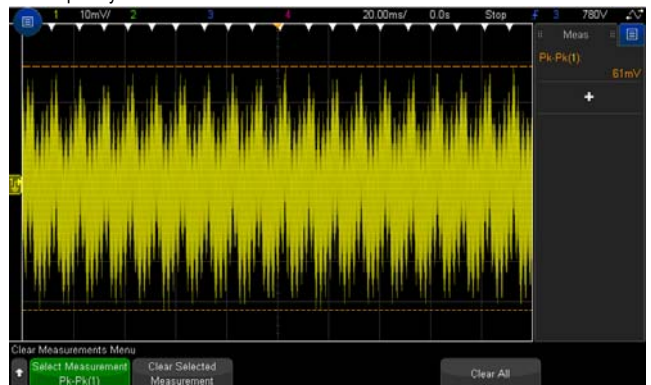 1 10mV/ 2 3 4 20.00ms/ 0.0s Stop 3 780V
Meas
Pk-Pk(1):
61mV
+
Clear Measurements Menu
Select Measurement
Pk-Pk(1)
Clear Selected
Measurement
Clear All